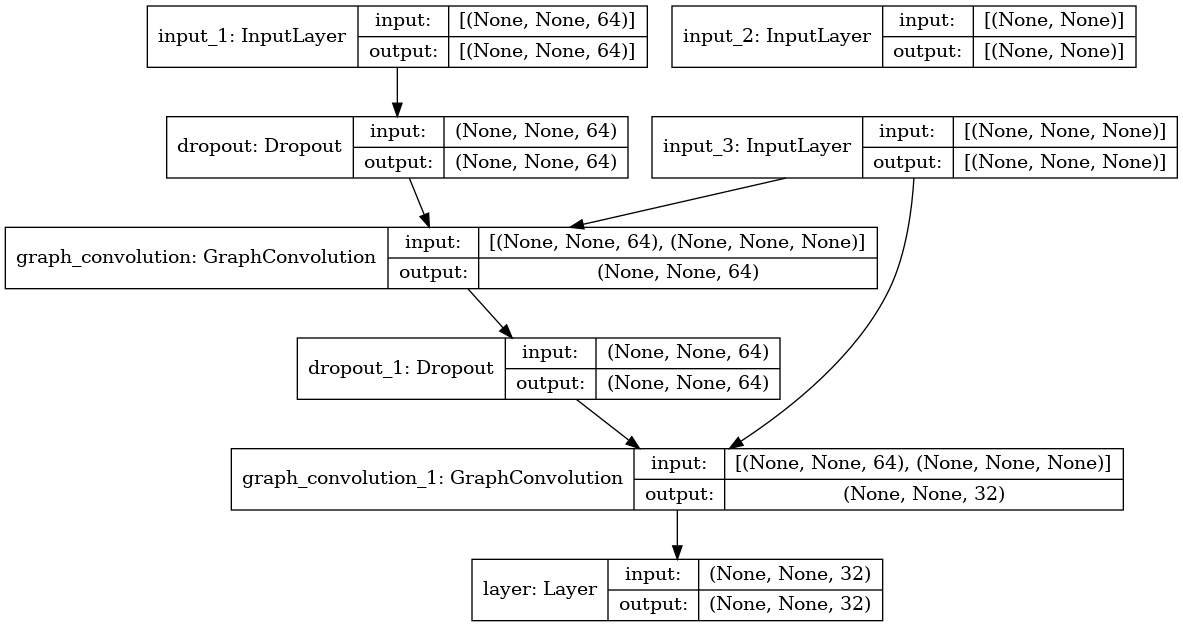 input_1: InputLayer
input: [(None, None, 64)]
output: [(None, None, 64)]
input_2: InputLayer
input: [(None, None)]
output: [(None, None)]
dropout: Dropout
input: (None, None, 64)
output: (None, None, 64)
input_3: InputLayer
input: [(None, None, None)]
output: [(None, None, None)]
graph_convolution: GraphConvolution
input: [(None, None, 64), (None, None, None)]
output: (None, None, 64)
dropout_1: Dropout
input: (None, None, 64)
output: (None, None, 64)
graph_convolution_1: GraphConvolution
input: [(None, None, 64), (None, None, None)]
output: (None, None, 32)
layer: Layer
input: (None, None, 32)
output: (None, None, 32)